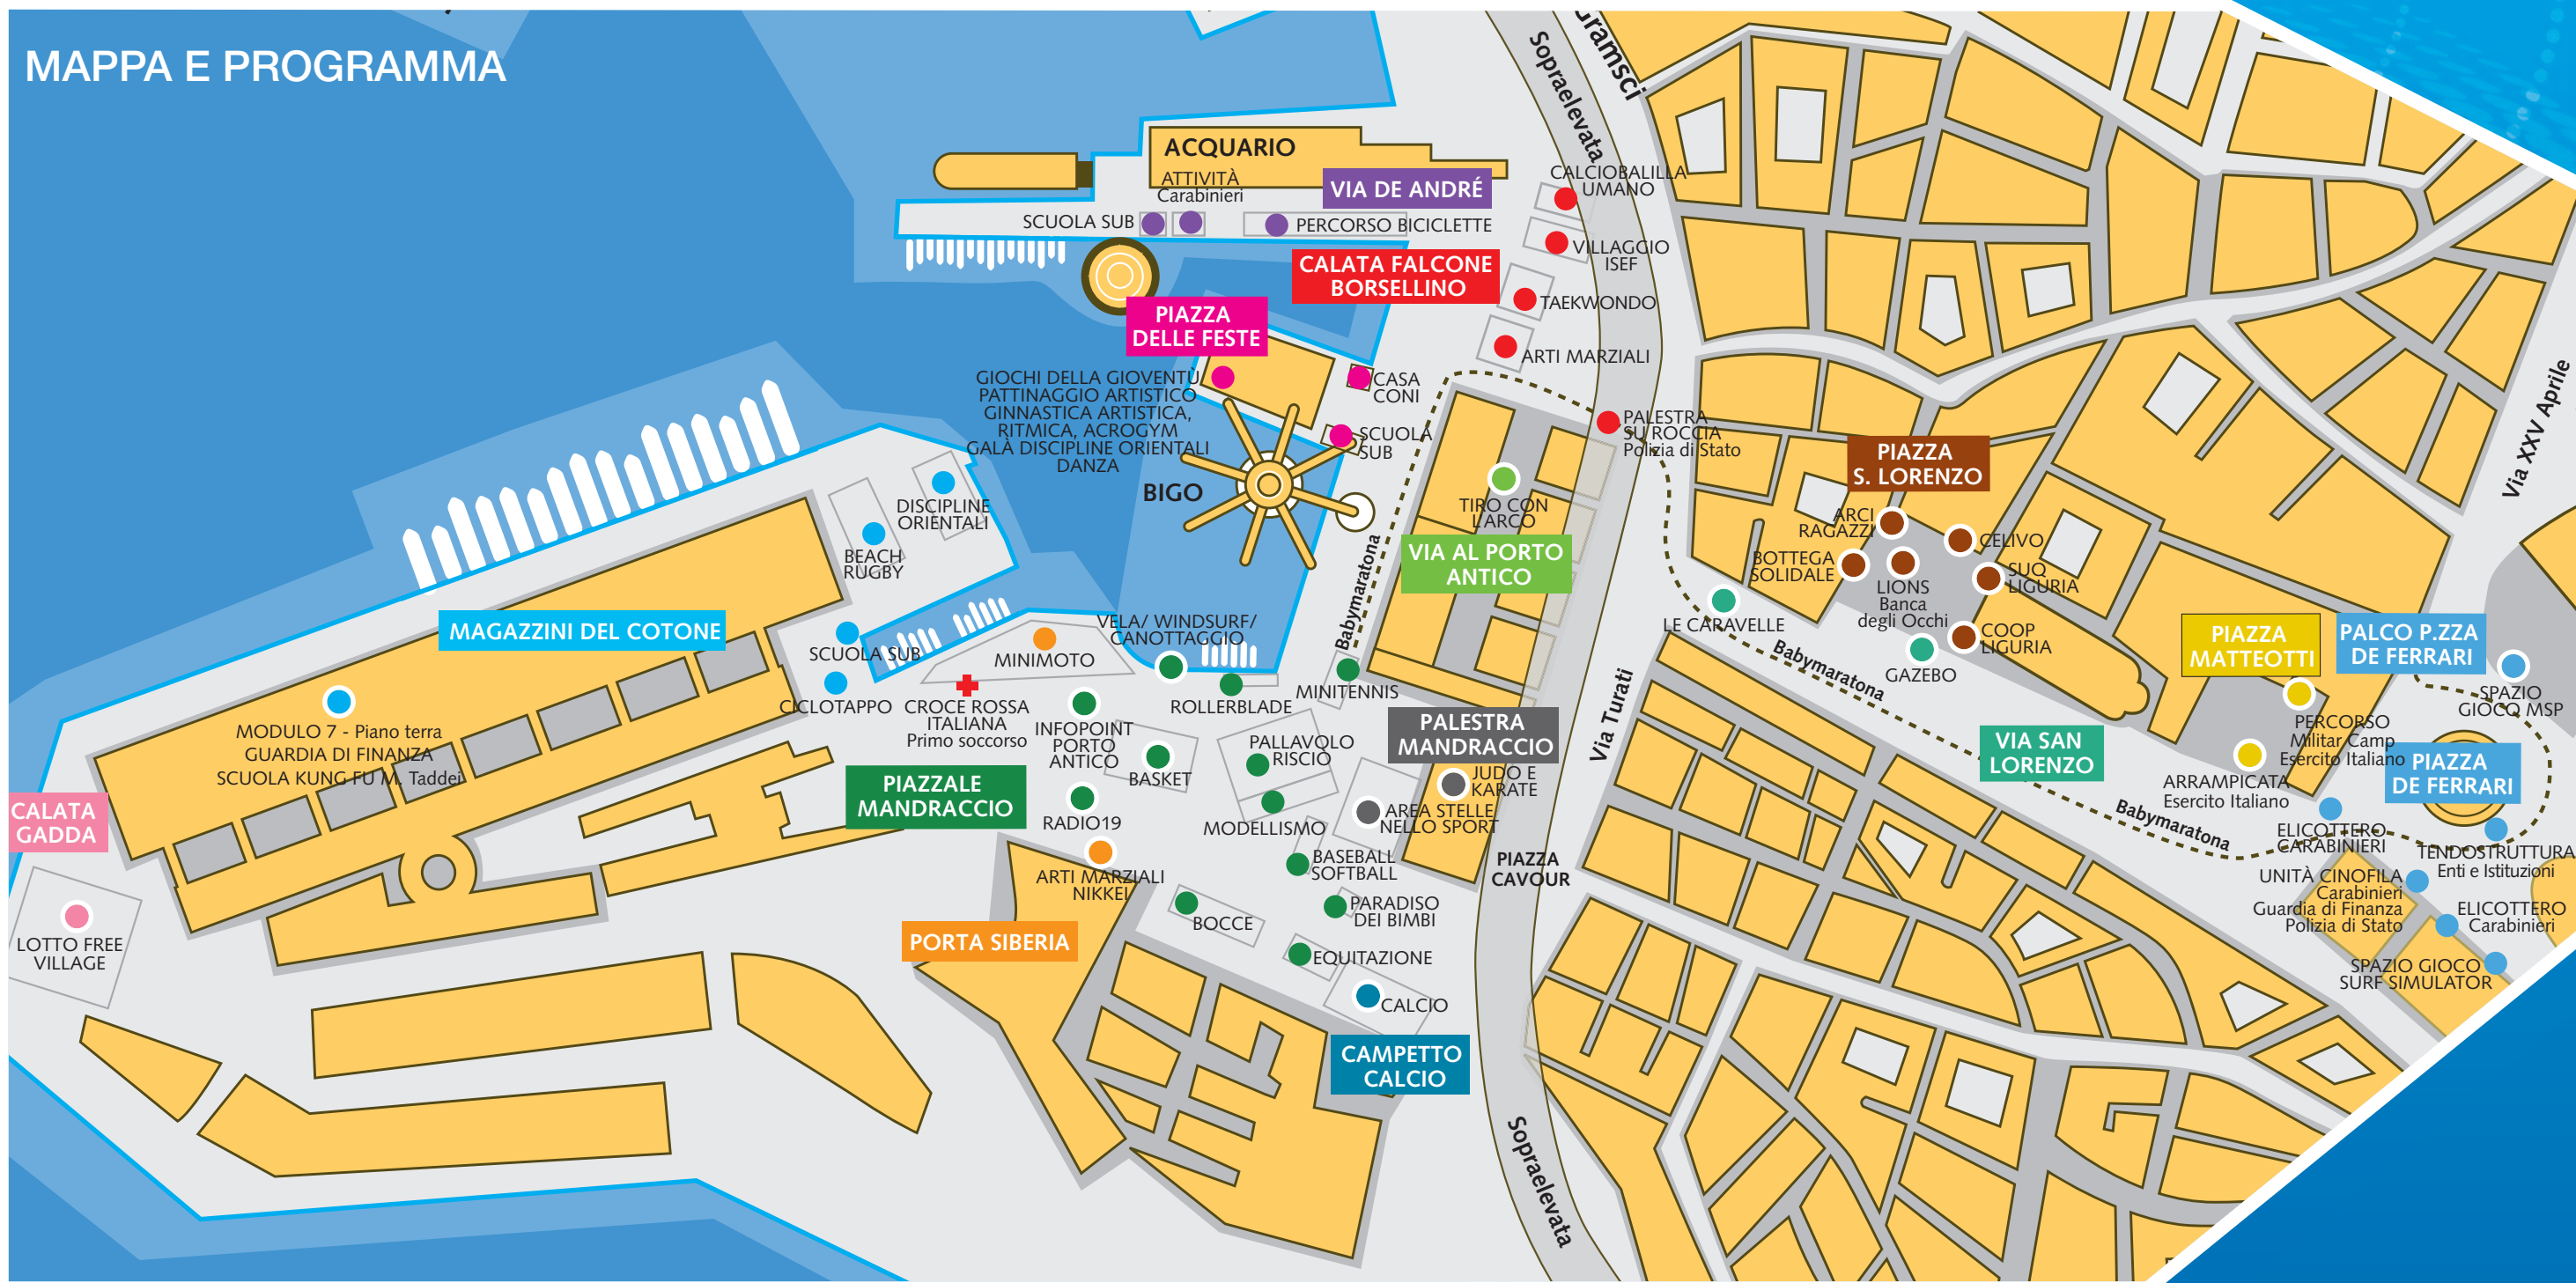 MAPPA E PROGRAMMA
Gramsci
Sopraelevata
ACQUARIO
ATTIVITÀ
Carabinieri
VIA DE ANDRÉ
SCUOLA SUB
PERCORSO BICICLETTE
CALCIOBALILLA
UMANO
VILLAGGIO
ISEF
CALATA FALCONE
BORSELLINO
TAEKWONDO
ARTI MARZIALI
PIAZZA
DELLE FESTE
GIOCHI DELLA GIOVENTÙ
PATTINAGGIO ARTISTICO
GINNASTICA ARTISTICA,
RITMICA, ACROGYM
GALÀ DISCIPLINE ORIENTALI
DANZA
CASA
CONI
SCUOLA
SUB
BIGO
PALESTRA
SU ROCCIA
Polizia di Stato
Via XXV Aprile
PIAZZA
S. LORENZO
ARCI
RAGAZZI
CELIVO
BOTTEGA
SOLIDALE
LIONS
Banca
degli Occhi
SUQ
LIGURIA
COOP
LIGURIA
TIRO CON
L'ARCO
VIA AL PORTO
ANTICO
Babymaratona
DISCIPLINE
ORIENTALI
BEACH
RUGBY
MAGAZZINI DEL COTONE
SCUOLA SUB
CICLOTAPPO
MINIMOTO
VELA/ WINDSURF/
CANOTTAGGIO
LE CARAVELLE
GAZEBO
Babymaratona
PIAZZA
MATTEOTTI
PALCO P.ZZA
DE FERRARI
SPAZIO
GIOCO MSP
MODULO 7 - Piano terra
GUARDIA DI FINANZA
SCUOLA KUNG FU M. Taddei
CROCE ROSSA
ITALIANA
Primo soccorso
INFOPOINT
PORTO
ANTICO
ROLLERBLADE
MINITENNIS
Via Turati
PALESTRA
MANDRACCIO
PALLAVOLO
RISCIO
BASKET
JUDO E
KARATE
AREA STELLE
NELLO SPORT
VIA SAN
LORENZO
PERCORSO
Militar Camp
Esercito Italiano
ARRAMPICATA
Esercito Italiano
PIAZZA
DE FERRARI
CALATA
GADDA
PIAZZALE
MANDRACCIO
RADIO19
MODELLISMO
Babymaratona
ELICOTTERO
CARABINIERI
TENDOSTRUTTURA
Enti e Istituzioni
ARTI MARZIALI
NIKKEI
BASEBALL
SOFTBALL
PIAZZA
CAVOUR
UNITÀ CINOFILA
Carabinieri
Guardia di Finanza
Polizia di Stato
ELICOTTERO
Carabinieri
LOTTO FREE
VILLAGE
PORTA SIBERIA
BOCCE
PARADISO
DEI BIMBI
EQUITAZIONE
SPAZIO GIOCO
SURF SIMULATOR
CALCIO
CAMPETTO
CALCIO
Sopraelevata